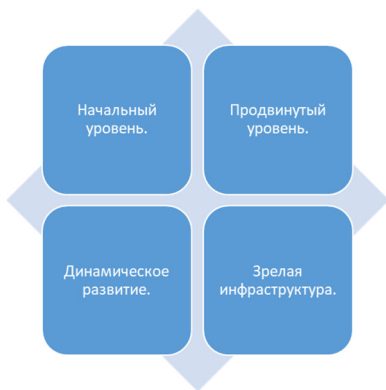 Начальный
уровень.
Продвинутый
уровень.
Динамическое
развитие.
Зрелая
инфраструктура.